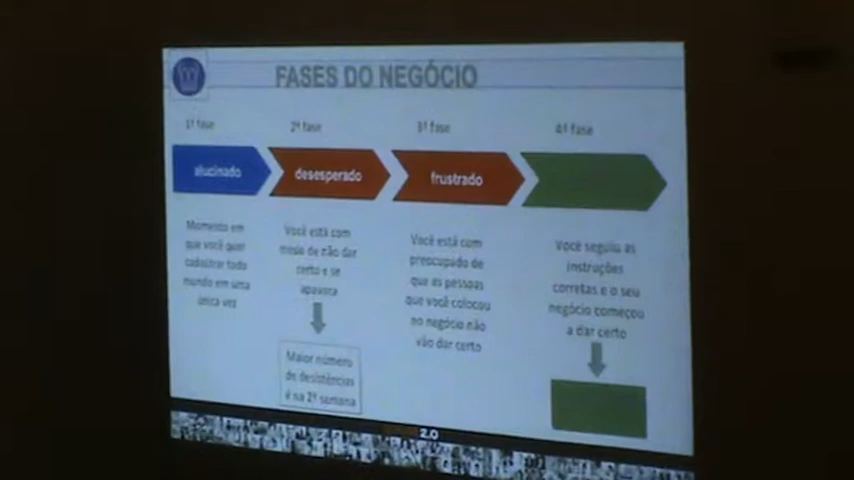 FASES DO NEGÓCIO
1ª fase
2ª fase
3ª fase
4ª fase
alucinado
desesperado
frustrado
Momento em
que você quer
cadastrar todo
mundo em uma
única vez
Você está com
medo de não dar
certo e se
apavora
Maior número
de desistências
é na 2ª semana
Você está com
preocupado de
que as pessoas
que você colocou
no negócio não
vão dar certo
Você seguiu as
instruções
corretas e o seu
negócio começou
a dar certo
2.0